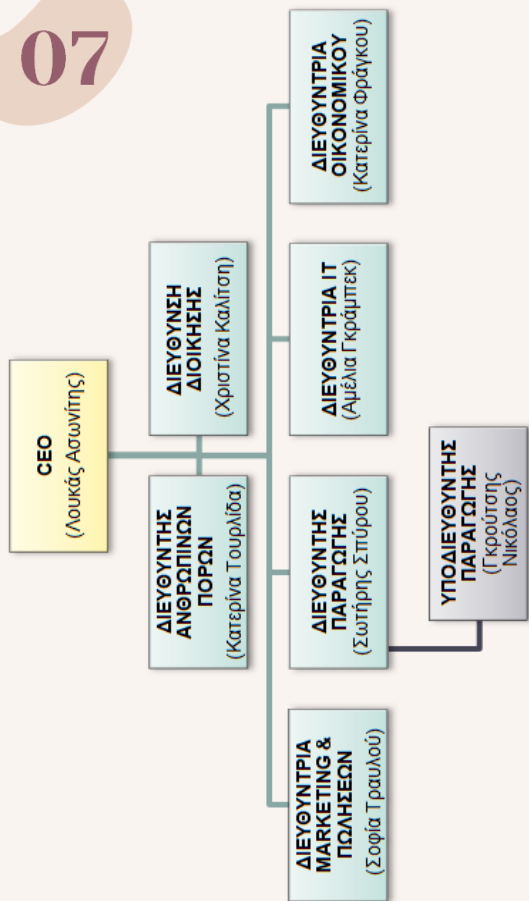 07
CEO
(Λουκάς Ασωνίτης)
ΔΙΕΥΘΥΝΤΗΣ
ΑΝΘΡΩΠΙΝΩΝ
ΠΟΡΩΝ
(Κατερίνα Τουρλίδα)
ΔΙΕΥΘΥΝΣΗ
ΔΙΟΙΚΗΣΗΣ
(Χριστίνα Καλίτση)
ΔΙΕΥΘΥΝΤΡΙΑ
MARKETING &
ΠΩΛΗΣΕΩΝ
(Σοφία Τραυλού)
ΔΙΕΥΘΥΝΤΗΣ
ΠΑΡΑΓΩΓΗΣ
(Σωτήρης Σπύρου)
ΔΙΕΥΘΥΝΤΡΙΑ IT
(Αμέλια Γκράμπεκ)
ΔΙΕΥΘΥΝΤΡΙΑ
ΟΙΚΟΝΟΜΙΚΟΥ
(Κατερίνα Φράγκου)
ΥΠΟΔΙΕΥΘΥΝΤΗΣ
ΠΑΡΑΓΩΓΗΣ
(Γκρούτσης
Νικόλαος)